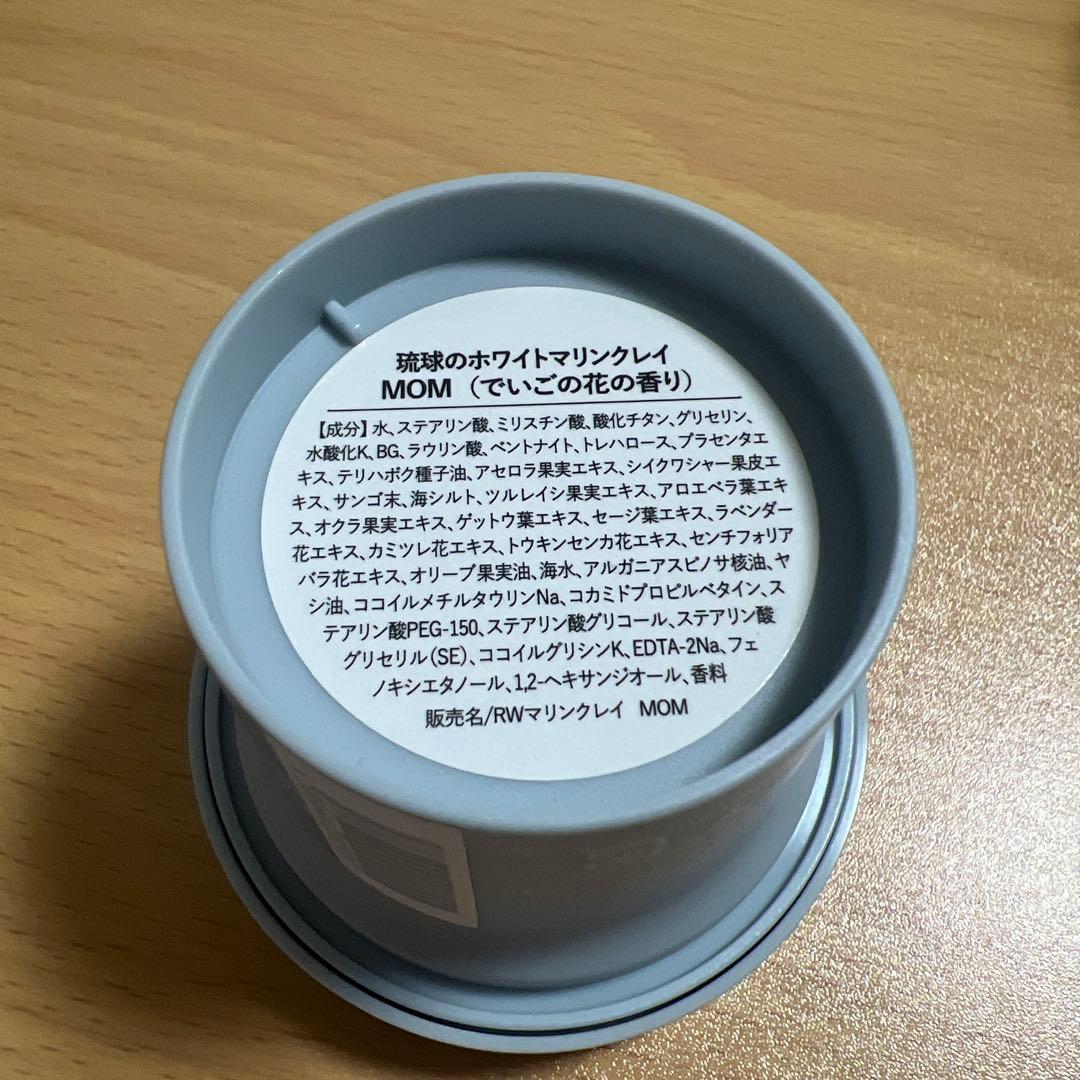 琉球のホワイトマリンクレイ
MOM（でいごの花の香り）
【成分】水、ステアリン酸、ミリスチン酸、酸化チタン、グリセリン、
水酸化K、BG、ラウリン酸、ベントナイト、トレハロース、プラセンタエ
キス、テリハボク種子油、アセロラ果実エキス、シイクワシャー果皮エ
キス、サンゴ末、海シルト、ツルレイシ果実エキス、アロエベラ葉エキ
ス、オクラ果実エキス、ゲットウ葉エキス、セージ葉エキス、ラベンダー
花エキス、カミツレ花エキス、トウキンセンカ花エキス、センチフォリア
バラ花エキス、オリーブ果実油、海水、アルガニアスピノサ核油、ヤ
シ油、ココイルメチルタウリンNa、コカミドプロピルベタイン、ス
テアリン酸PEG-150、ステアリン酸グリコール、ステアリン酸
グリセリル（SE）、ココイルグリシンK、EDTA-2Na、フェ
ノキシエタノール、1,2-ヘキサンジオール、香料
販売名/RWマリンクレイ MOM